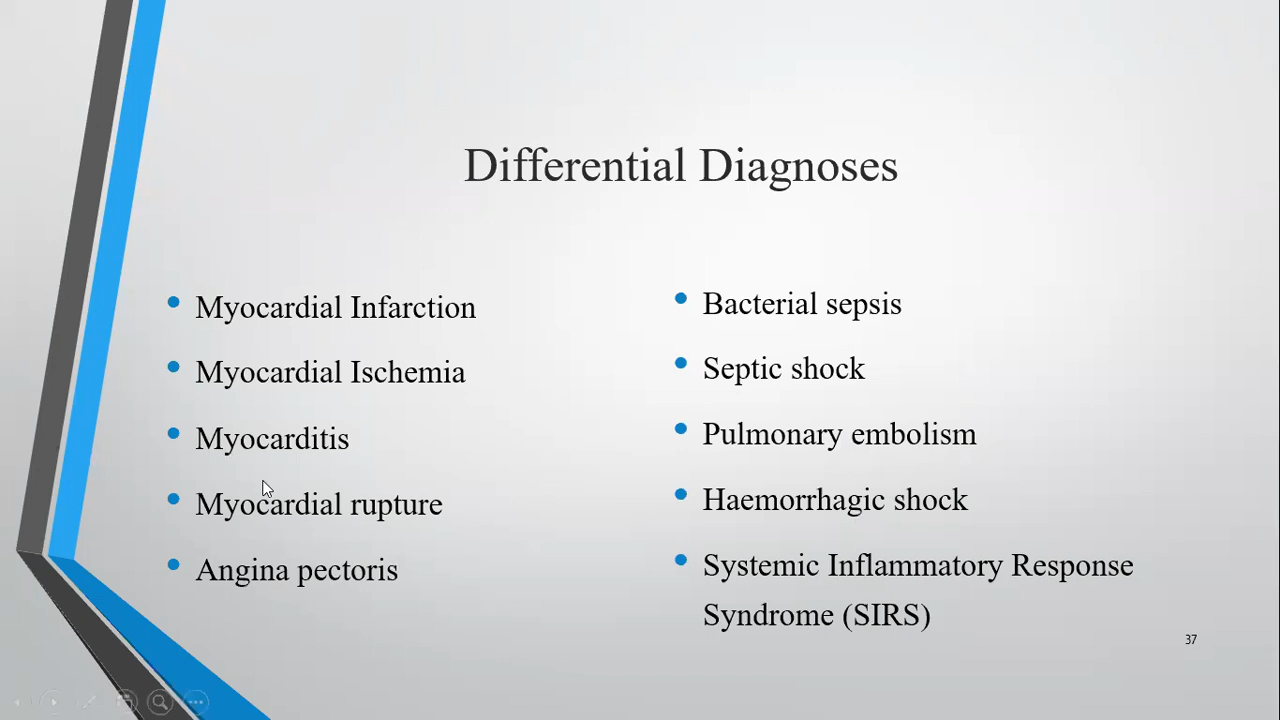 Differential Diagnoses
• Myocardial Infarction
• Myocardial Ischemia
• Myocarditis
• Myocardial rupture
• Angina pectoris
• Bacterial sepsis
• Septic shock
• Pulmonary embolism
• Haemorrhagic shock
• Systemic Inflammatory Response
Syndrome (SIRS)
37